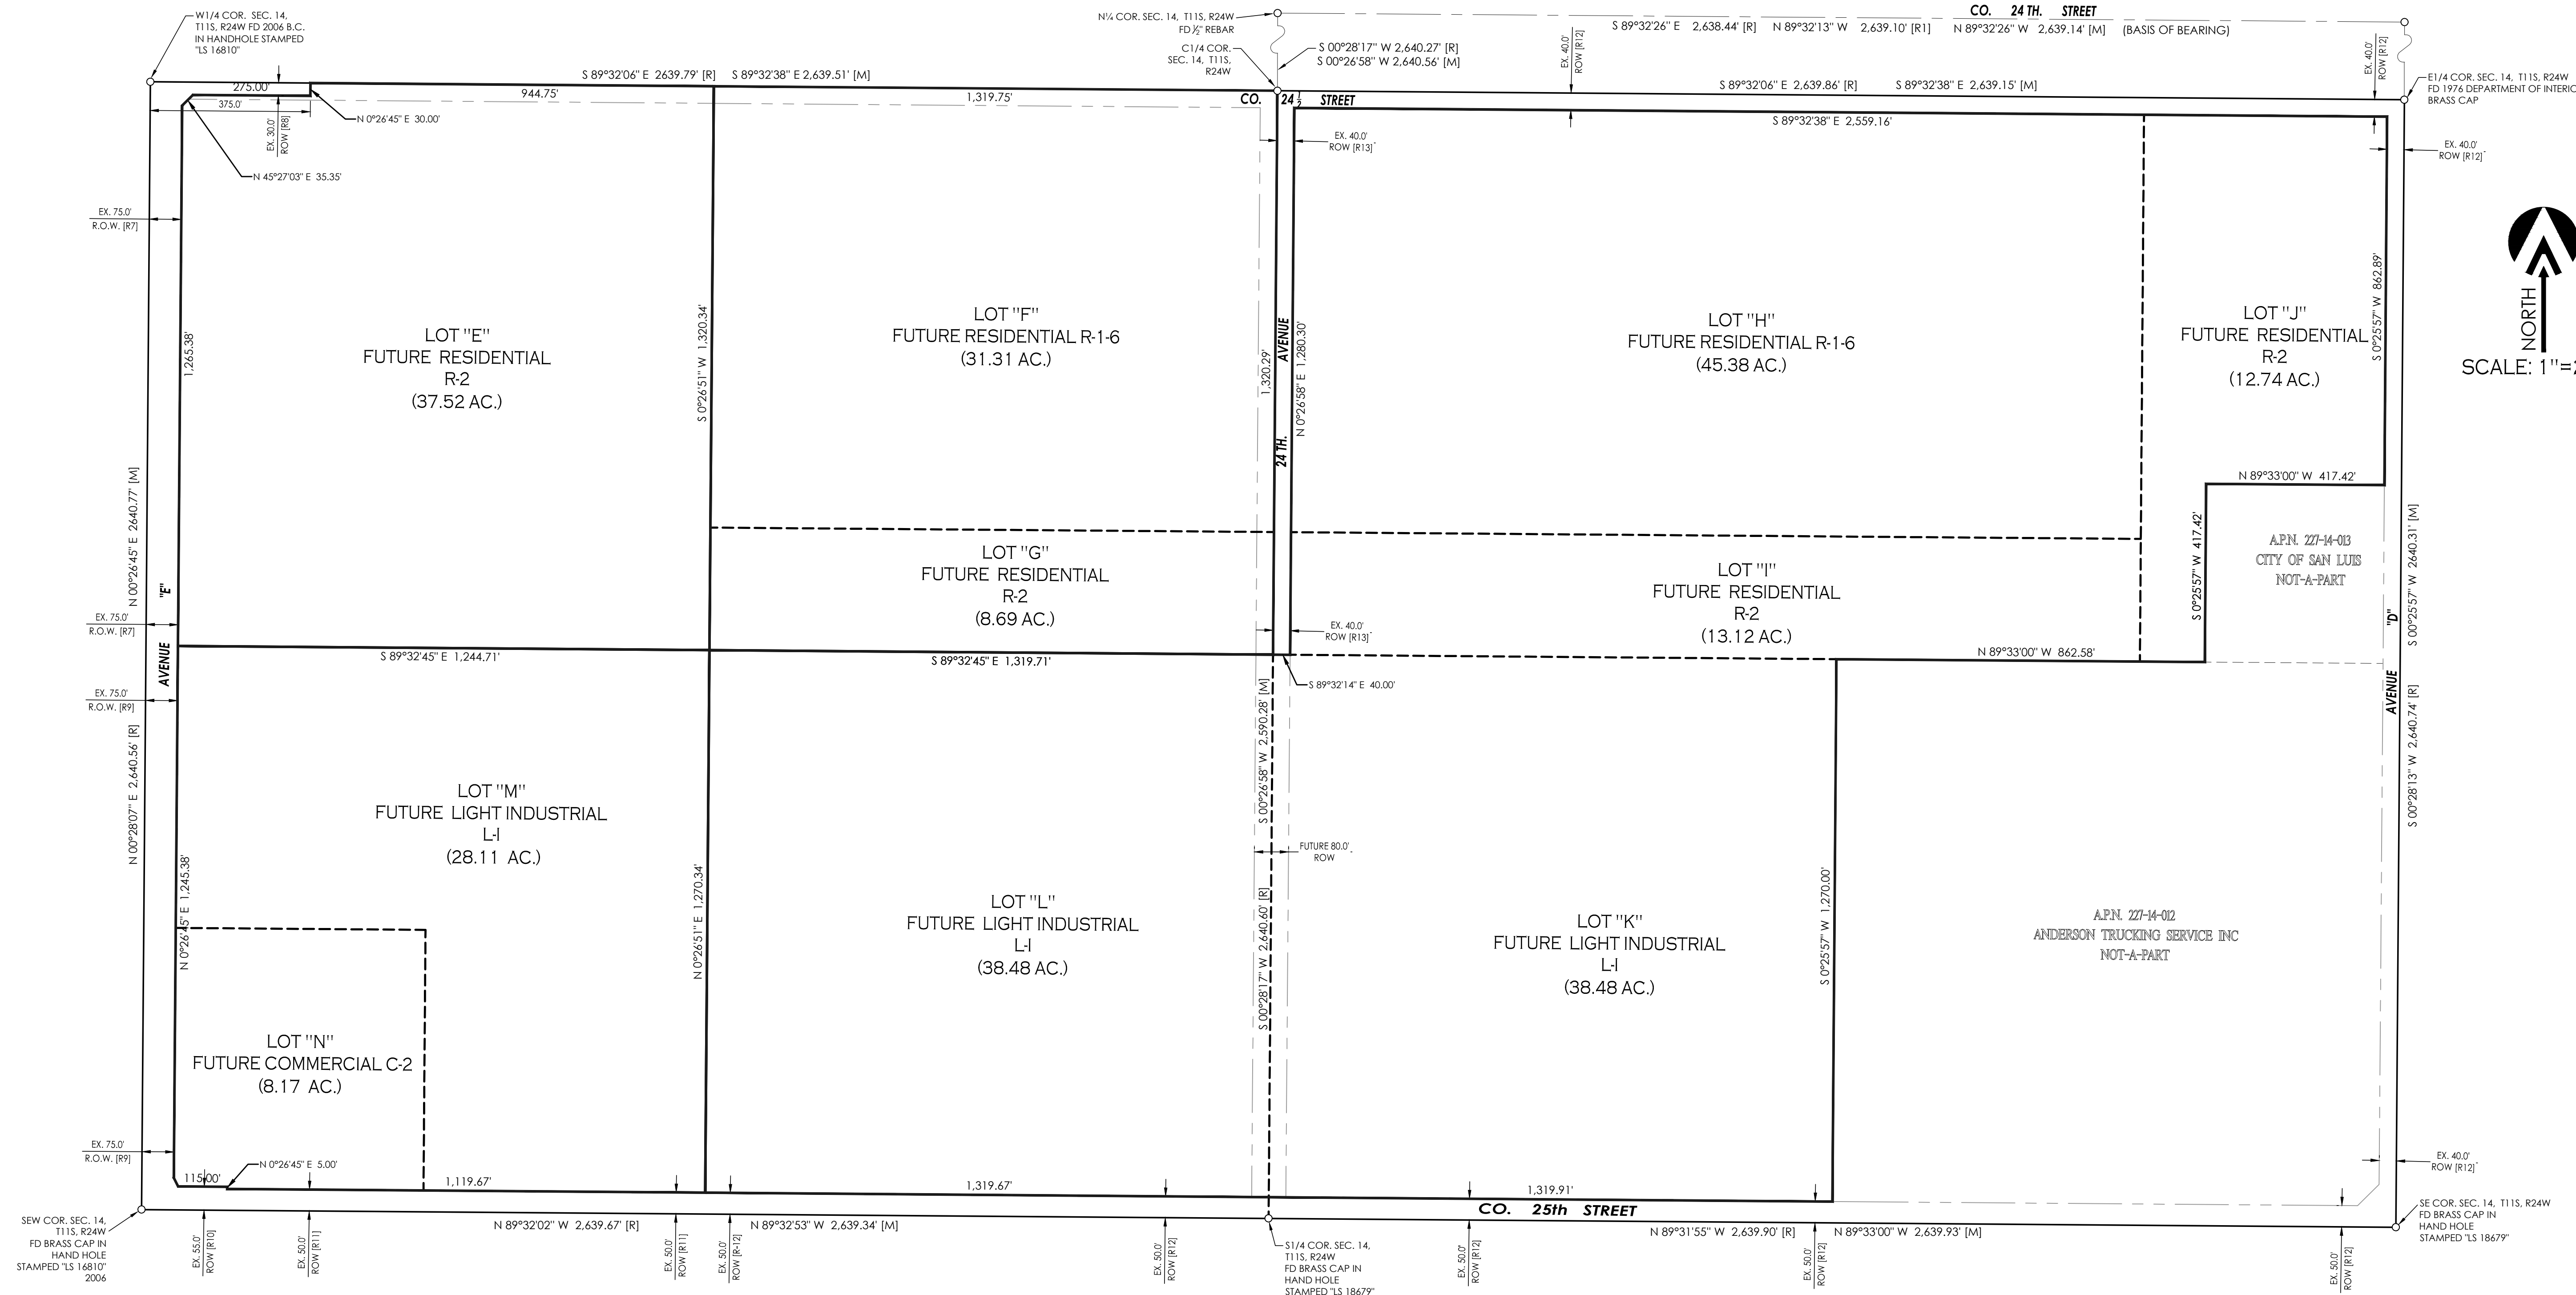 W1/4 COR. SEC. 14,
T11S, R24W FD 2006 B.C.
IN HANDHOLE STAMPED
"LS 16810"
N¼ COR. SEC. 14, T11S, R24W
FD ½" REBAR
C1/4 COR.
SEC. 14, T11S,
R24W
S 00°28'17" W 2,640.27' [R]
S 00°26'58" W 2,640.56' [M]
CO. 24 TH. STREET
S 89°32'26" E 2,638.44' [R] N 89°32'13" W 2,639.10' [R1] N 89°32'26" W 2,639.14' [M] (BASIS OF BEARING)
EX. 40.0'
ROW [R12]
EX. 40.0'
ROW [R12]
E1/4 COR. SEC. 14, T11S, R24W
FD 1976 DEPARTMENT OF INTERIO
BRASS CAP
S 89°32'06" E 2639.79' [R] S 89°32'38" E 2,639.51' [M]
S 89°32'06" E 2,639.86' [R] S 89°32'38" E 2,639.15' [M]
275.00'
375.0'
944.75'
1,319.75'
CO. 24 1/2 STREET
S 89°32'38" E 2,559.16'
N 0°26'45" E 30.00'
EX. 30.0'
ROW [R8]
N 45°27'03" E 35.35'
EX. 40.0'
ROW [R13]
EX. 40.0'
ROW [R12]
EX. 75.0'
R.O.W. [R7]
NORTH
SCALE: 1"=
1,265.38'
S 0°26'51" W 1,320.34'
1,320.29'
24 TH. AVENUE
N 0°26'58" E 1,280.30'
S 0°25'57" W 862.89'
LOT "E"
FUTURE RESIDENTIAL
R-2
(37.52 AC.)
LOT "F"
FUTURE RESIDENTIAL R-1-6
(31.31 AC.)
LOT "H"
FUTURE RESIDENTIAL R-1-6
(45.38 AC.)
LOT "J"
FUTURE RESIDENTIAL
R-2
(12.74 AC.)
N 89°33'00" W 417.42'
S 0°25'57" W 417.42'
A.P.N. 227-14-013
CITY OF SAN LUIS
NOT-A-PART
N 00°26'45" E 2640.77' [M]
S 00°25'57" W 2640.31' [M]
LOT "G"
FUTURE RESIDENTIAL
R-2
(8.69 AC.)
LOT "I"
FUTURE RESIDENTIAL
R-2
(13.12 AC.)
EX. 75.0'
R.O.W. [R7]
AVENUE "E"
EX. 40.0'
ROW [R13]
AVENUE "D"
S 89°32'45" E 1,244.71'
S 89°32'45" E 1,319.71'
N 89°33'00" W 862.58'
S 89°32'14" E 40.00'
EX. 75.0'
R.O.W. [R9]
N 00°28'07" E 2,640.56' [R]
S 00°26'58" W 2,590.28' [M]
S 00°28'13" W 2,640.74' [R]
LOT "M"
FUTURE LIGHT INDUSTRIAL
L-I
(28.11 AC.)
FUTURE 80.0'
ROW
N 0°26'45" E 1,245.38'
N 0°26'51" E 1,270.34'
S 00°28'17" W 2,640.60' [R]
S 0°25'57" W 1,270.00'
LOT "L"
FUTURE LIGHT INDUSTRIAL
L-I
(38.48 AC.)
LOT "K"
FUTURE LIGHT INDUSTRIAL
L-I
(38.48 AC.)
A.P.N. 227-14-012
ANDERSON TRUCKING SERVICE INC
NOT-A-PART
LOT "N"
FUTURE COMMERCIAL C-2
(8.17 AC.)
EX. 75.0'
R.O.W. [R9]
N 0°26'45" E 5.00'
115.00'
1,119.67'
1,319.67'
1,319.91'
EX. 40.0'
ROW [R12]
CO. 25th STREET
SEW COR. SEC. 14,
T11S, R24W
FD BRASS CAP IN
HAND HOLE
STAMPED "LS 16810"
2006
N 89°32'02" W 2,639.67' [R] N 89°32'53" W 2,639.34' [M]
N 89°31'55" W 2,639.90' [R] N 89°33'00" W 2,639.93' [M]
EX. 55.0'
ROW [R10]
EX. 50.0'
ROW [R11]
EX. 50.0'
ROW [R11]
EX. 50.0'
ROW [R-12]
EX. 50.0'
ROW [R12]
S1/4 COR. SEC. 14,
T11S, R24W
FD BRASS CAP IN
HAND HOLE
STAMPED "LS 18679"
EX. 50.0'
ROW [R12]
EX. 50.0'
ROW [R12]
EX. 50.0'
ROW [R12]
SE COR. SEC. 14, T11S, R24W
FD BRASS CAP IN
HAND HOLE
STAMPED "LS 18679"